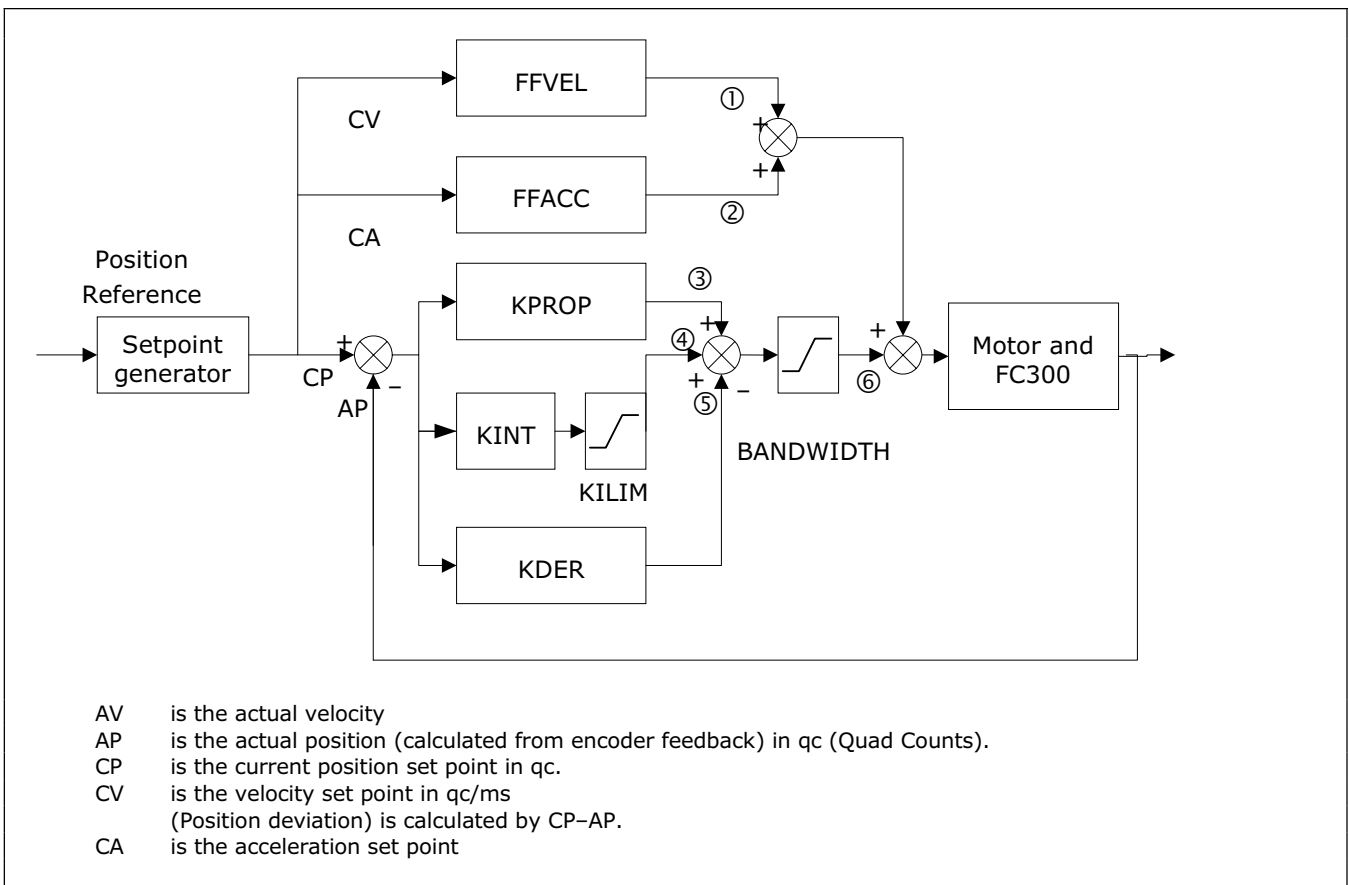 FFVEL
①
CV
+
+
FFACC
②
CA
Position
Reference
③
KPROP
Setpoint
generator
+
CP
−
AP
+
④
+
⑤
−
+
⑥
Motor and
FC300
KINT
KILIM
BANDWIDTH
KDER
AV is the actual velocity
AP is the actual position (calculated from encoder feedback) in qc (Quad Counts).
CP is the current position set point in qc.
CV is the velocity set point in qc/ms
(Position deviation) is calculated by CP–AP.
CA is the acceleration set point